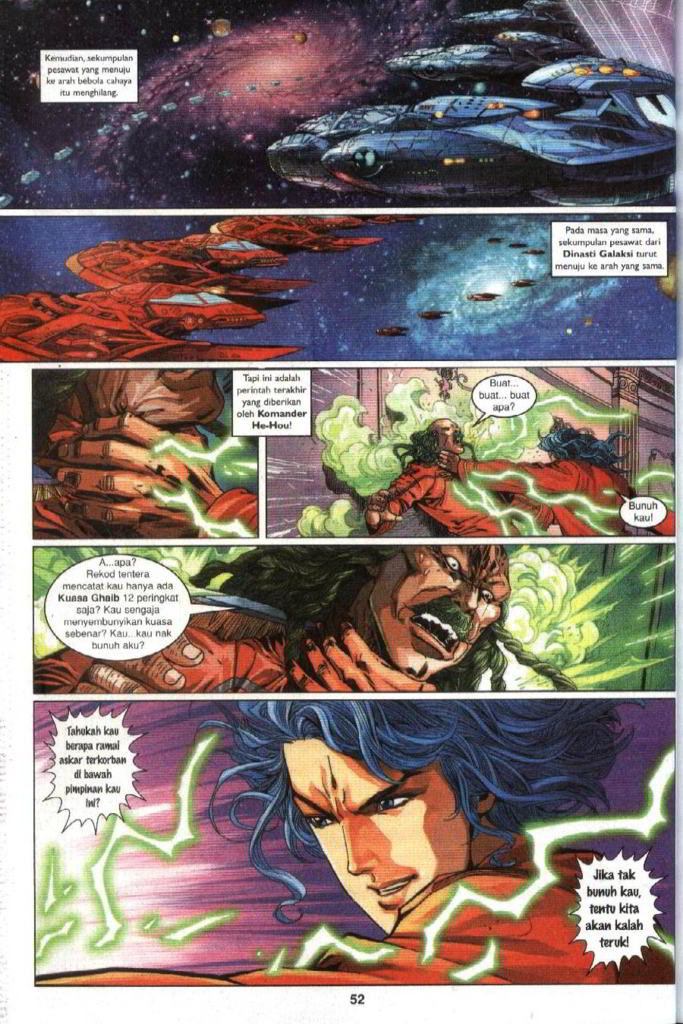 Kemudian, sekumpulan
pesawat yang menuju
ke arah bebola cahaya
itu menghilang.
Pada masa yang sama,
sekumpulan pesawat dari
Dinasti Galaksi turut
menuju ke arah yang sama.
Tapi ini adalah
perintah terakhir
yang diberikan
oleh Komander
He-Hou!
Buat...
buat... buat
apa?
Bunuh
kau!
A...apa?
Rekod tentera
mencatat kau hanya ada
Kuasa Ghaib 12 peringkat
saja? Kau sengaja
menyembunyikan kuasa
sebenar? Kau...kau nak
bunuh aku?
Tahukah kau
berapa ramai
askar terkorban
di bawah
pimpinan kau
ini?
Jika tak
bunuh kau,
tentu kita
akan kalah
teruk!
52